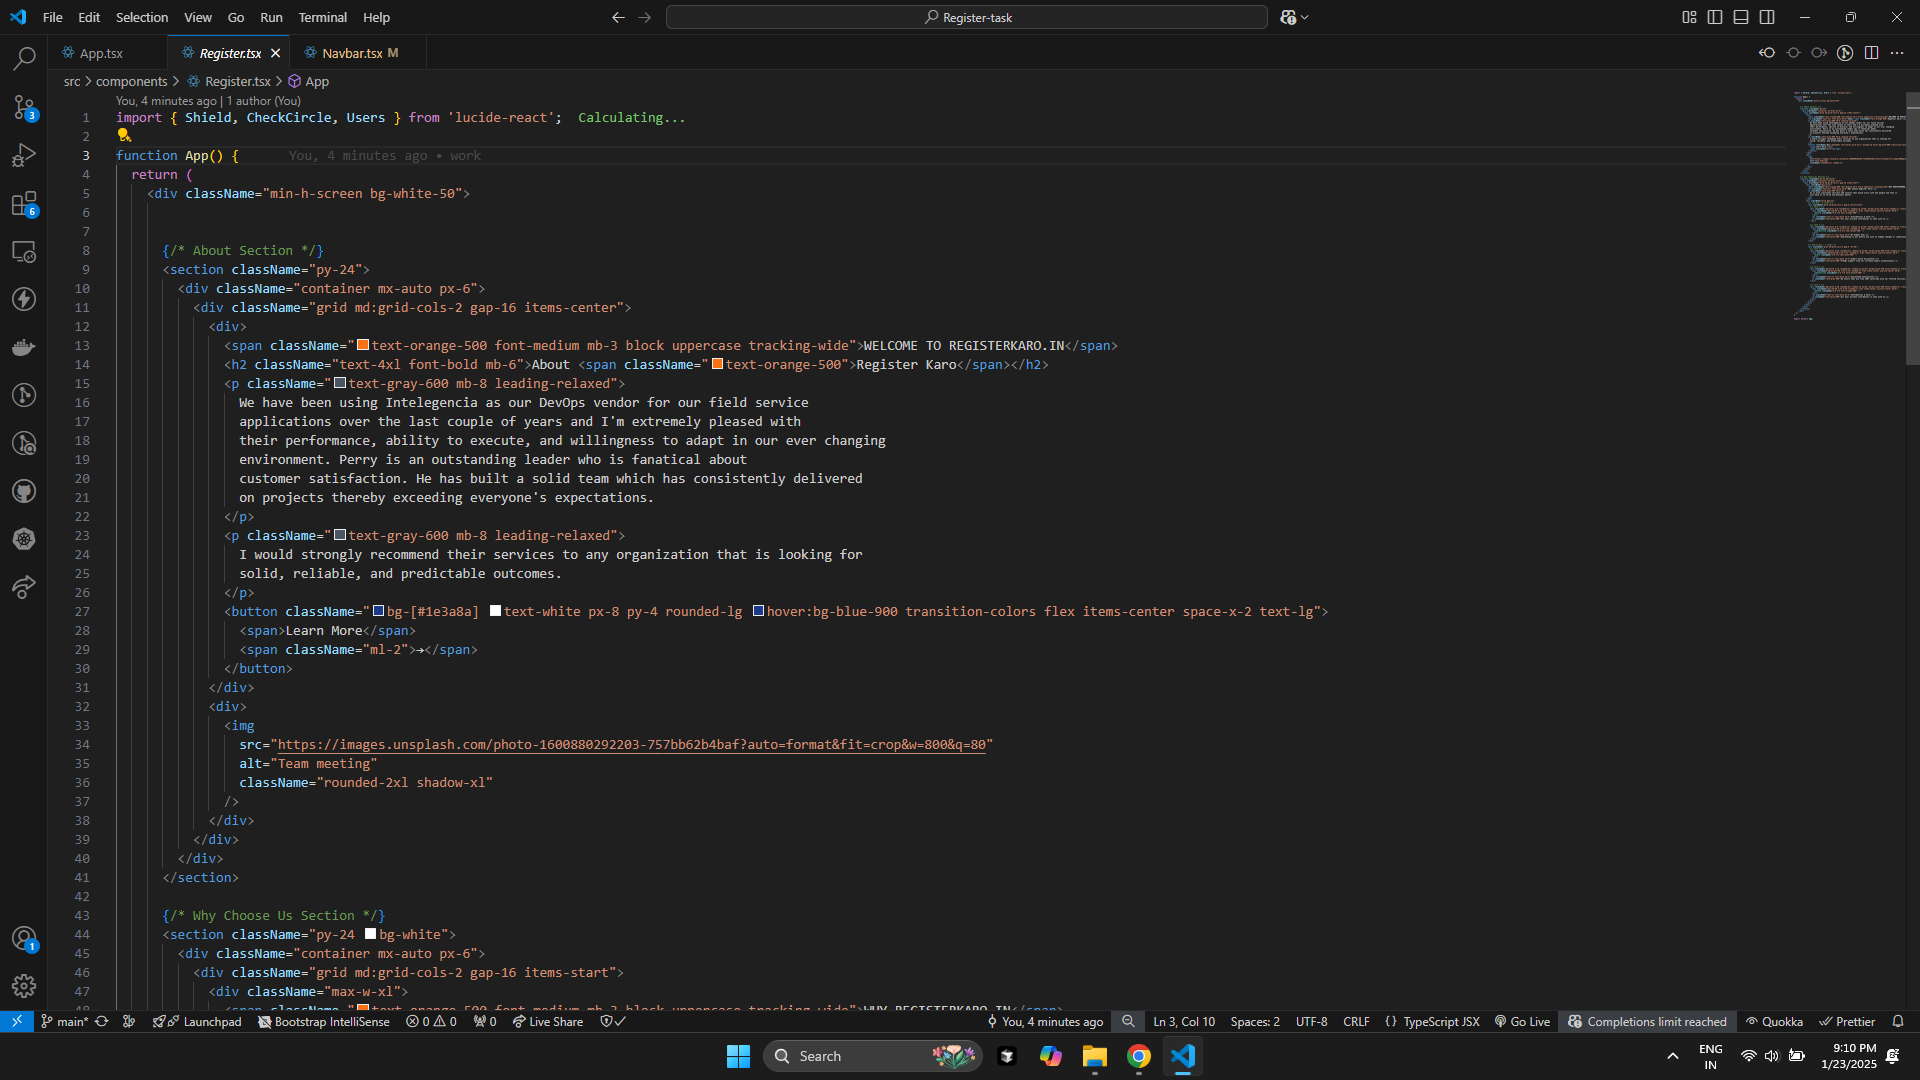 File Edit Selection View Go Run Terminal Help
Register-task
App.tsx
Register.tsx
Navbar.tsx M
src > components > Register.tsx > App
You, 4 minutes ago | 1 author (You)
1 import { Shield, CheckCircle, Users } from 'lucide-react'; Calculating...
2
3 function App() { You, 4 minutes ago • work
4 return (
5 <div className="min-h-screen bg-white-50">
6
7
8 {/* About Section */}
9 <section className="py-24">
10 <div className="container mx-auto px-6">
11 <div className="grid md:grid-cols-2 gap-16 items-center">
12 <div>
13 <span className="text-orange-500 font-medium mb-3 block uppercase tracking-wide">WELCOME TO REGISTERKARO.IN</span>
14 <h2 className="text-4xl font-bold mb-6">About <span className="text-orange-500">Register Karo</span></h2>
15 <p className="text-gray-600 mb-8 leading-relaxed">
16 We have been using Intelegencia as our DevOps vendor for our field service
17 applications over the last couple of years and I'm extremely pleased with
18 their performance, ability to execute, and willingness to adapt in our ever changing
19 environment. Perry is an outstanding leader who is fanatical about
20 customer satisfaction. He has built a solid team which has consistently delivered
21 on projects thereby exceeding everyone's expectations.
22 </p>
23 <p className="text-gray-600 mb-8 leading-relaxed">
24 I would strongly recommend their services to any organization that is looking for
25 solid, reliable, and predictable outcomes.
26 </p>
27 <button className="bg-[#1e3a8a] text-white px-8 py-4 rounded-lg hover:bg-blue-900 transition-colors flex items-center space-x-2 text-lg">
28 <span>Learn More</span>
29 <span className="ml-2">→</span>
30 </button>
31 </div>
32 <div>
33 <img
34 src="https://images.unsplash.com/photo-1600880292203-757bb62b4baf?auto=format&fit=crop&w=800&q=80"
35 alt="Team meeting"
36 className="rounded-2xl shadow-xl"
37 />
38 </div>
39 </div>
40 </div>
41 </section>
42
43 {/* Why Choose Us Section */}
44 <section className="py-24 bg-white">
45 <div className="container mx-auto px-6">
46 <div className="grid md:grid-cols-2 gap-16 items-start">
47 <div className="max-w-xl">
48 <span className="text-orange-500 font-medium mb-3 block uppercase tracking-wide">WHY REGISTERKARO.IN</span>
3
6
1
main* Launchpad Bootstrap IntelliSense 0 0 0 Live Share You, 4 minutes ago Ln 3, Col 10 Spaces: 2 UTF-8 CRLF {} TypeScript JSX Go Live Completions limit reached Quokka Prettier
Search
ENG
IN
9:10 PM
1/23/2025